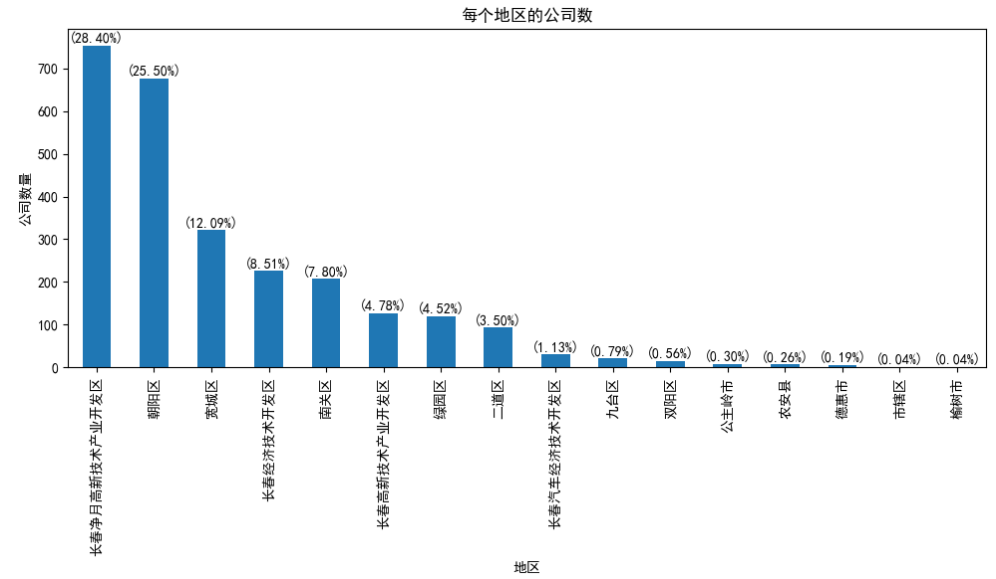 每个地区的公司数
公司数量
700
600
500
400
300
200
100
0
(28.40%)
(25.50%)
(12.09%)
(8.51%)
(7.80%)
(4.78%)
(4.52%)
(3.50%)
(1.13%)
(0.79%)
(0.56%)
(0.30%)
(0.26%)
(0.19%)
(0.04%)
(0.04%)
长春净月高新技术产业开发区
朝阳区
宽城区
长春经济技术开发区
南关区
长春高新技术产业开发区
绿园区
二道区
长春汽车经济技术开发区
九台区
双阳区
公主岭市
农安县
德惠市
市辖区
榆树市
地区